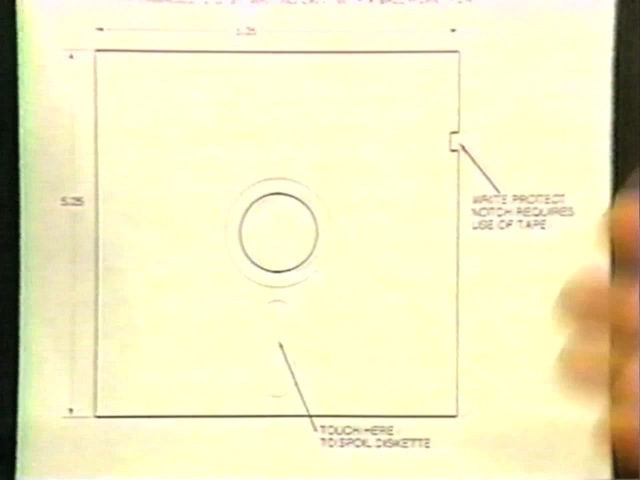 5.25
5.25
WRITE PROTECT
NOTCH REQUIRES
USE OF TAPE
TOUCH HERE
TO SPOIL DISKETTE